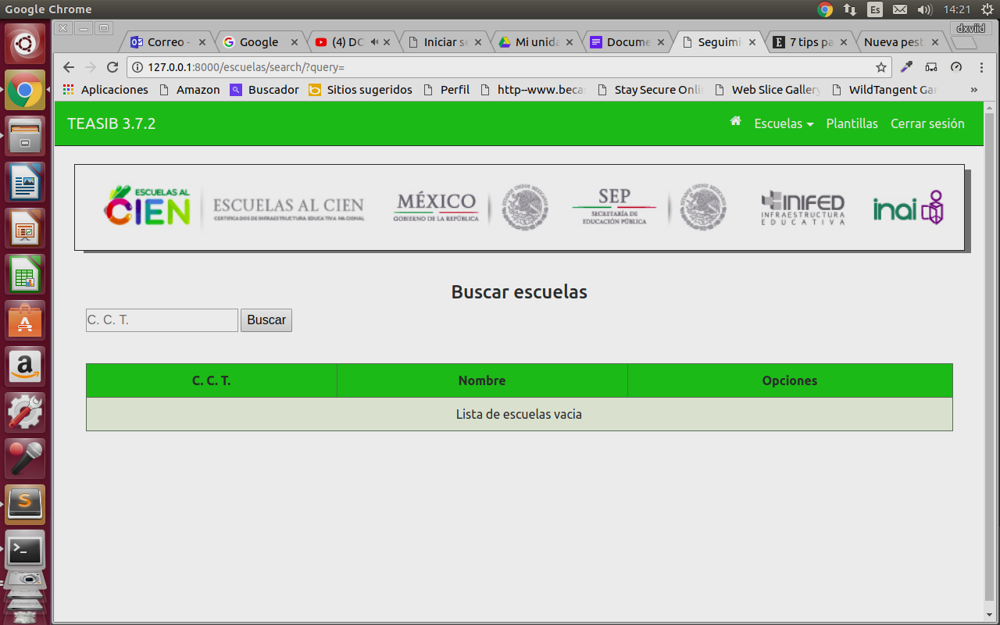 Google Chrome
Es
14:21
dxviid
Correo -
Google
(4) DC
Iniciar se
Mi unida
Docume
Seguimi
7 tips pa
Nueva pest
127.0.0.1:8000/escuelas/search/?query=
Aplicaciones
Amazon
Buscador
Sitios sugeridos
Perfil
http--www.beca
Stay Secure Onli
Web Slice Gallery
WildTangent Ga
»
TEASIB 3.7.2
Escuelas
Plantillas
Cerrar sesión
ESCUELAS AL
CIEN
ESCUELAS AL CIEN
CERTIFICADOS DE INFRAESTRUCTURA EDUCATIVA NACIONAL
MÉXICO
GOBIERNO DE LA REPÚBLICA
SEP
SECRETARÍA DE
EDUCACIÓN PÚBLICA
INIFED
INFRAESTRUCTURA
EDUCATIVA
inai
Buscar escuelas
C. C. T.
Buscar
C. C. T.
Nombre
Opciones
Lista de escuelas vacia